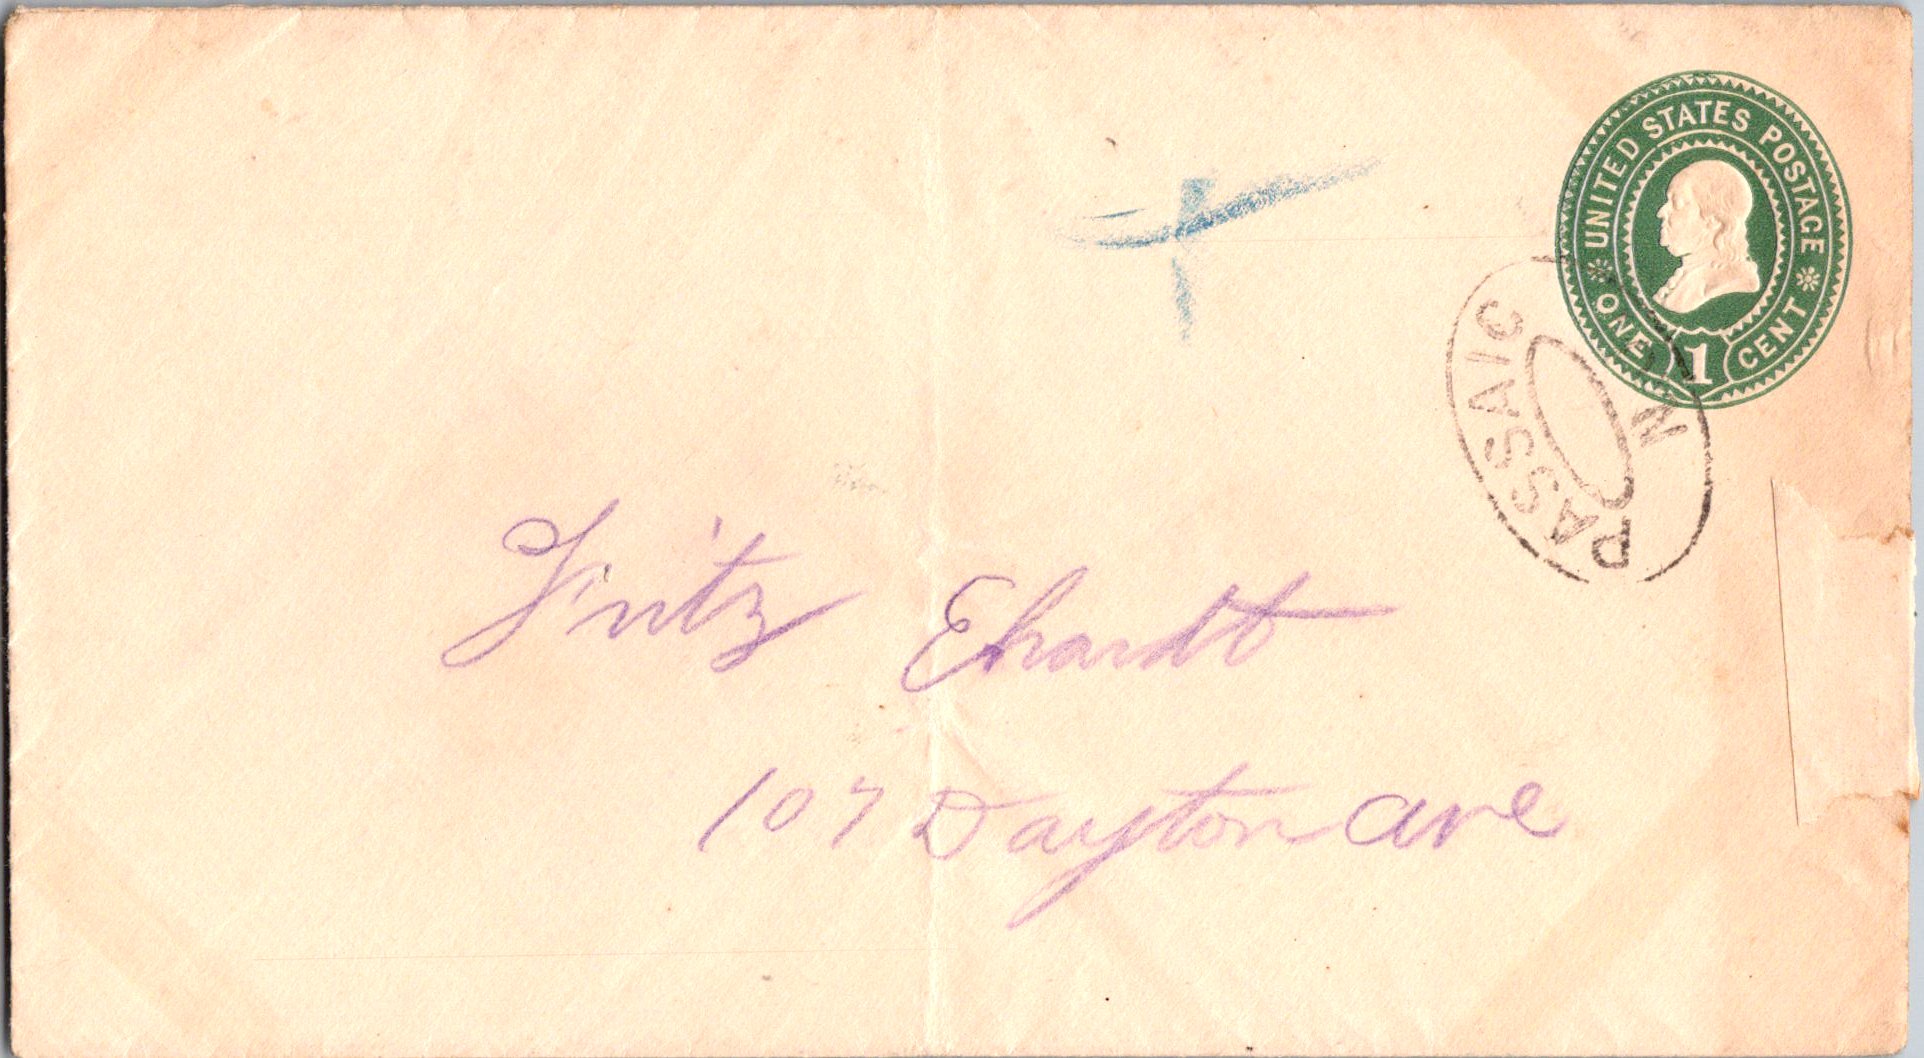 UNITED STATES POSTAGE
ONE 1 CENT
PASSAIC N
Fritz Ehardt
107 Dayton ave